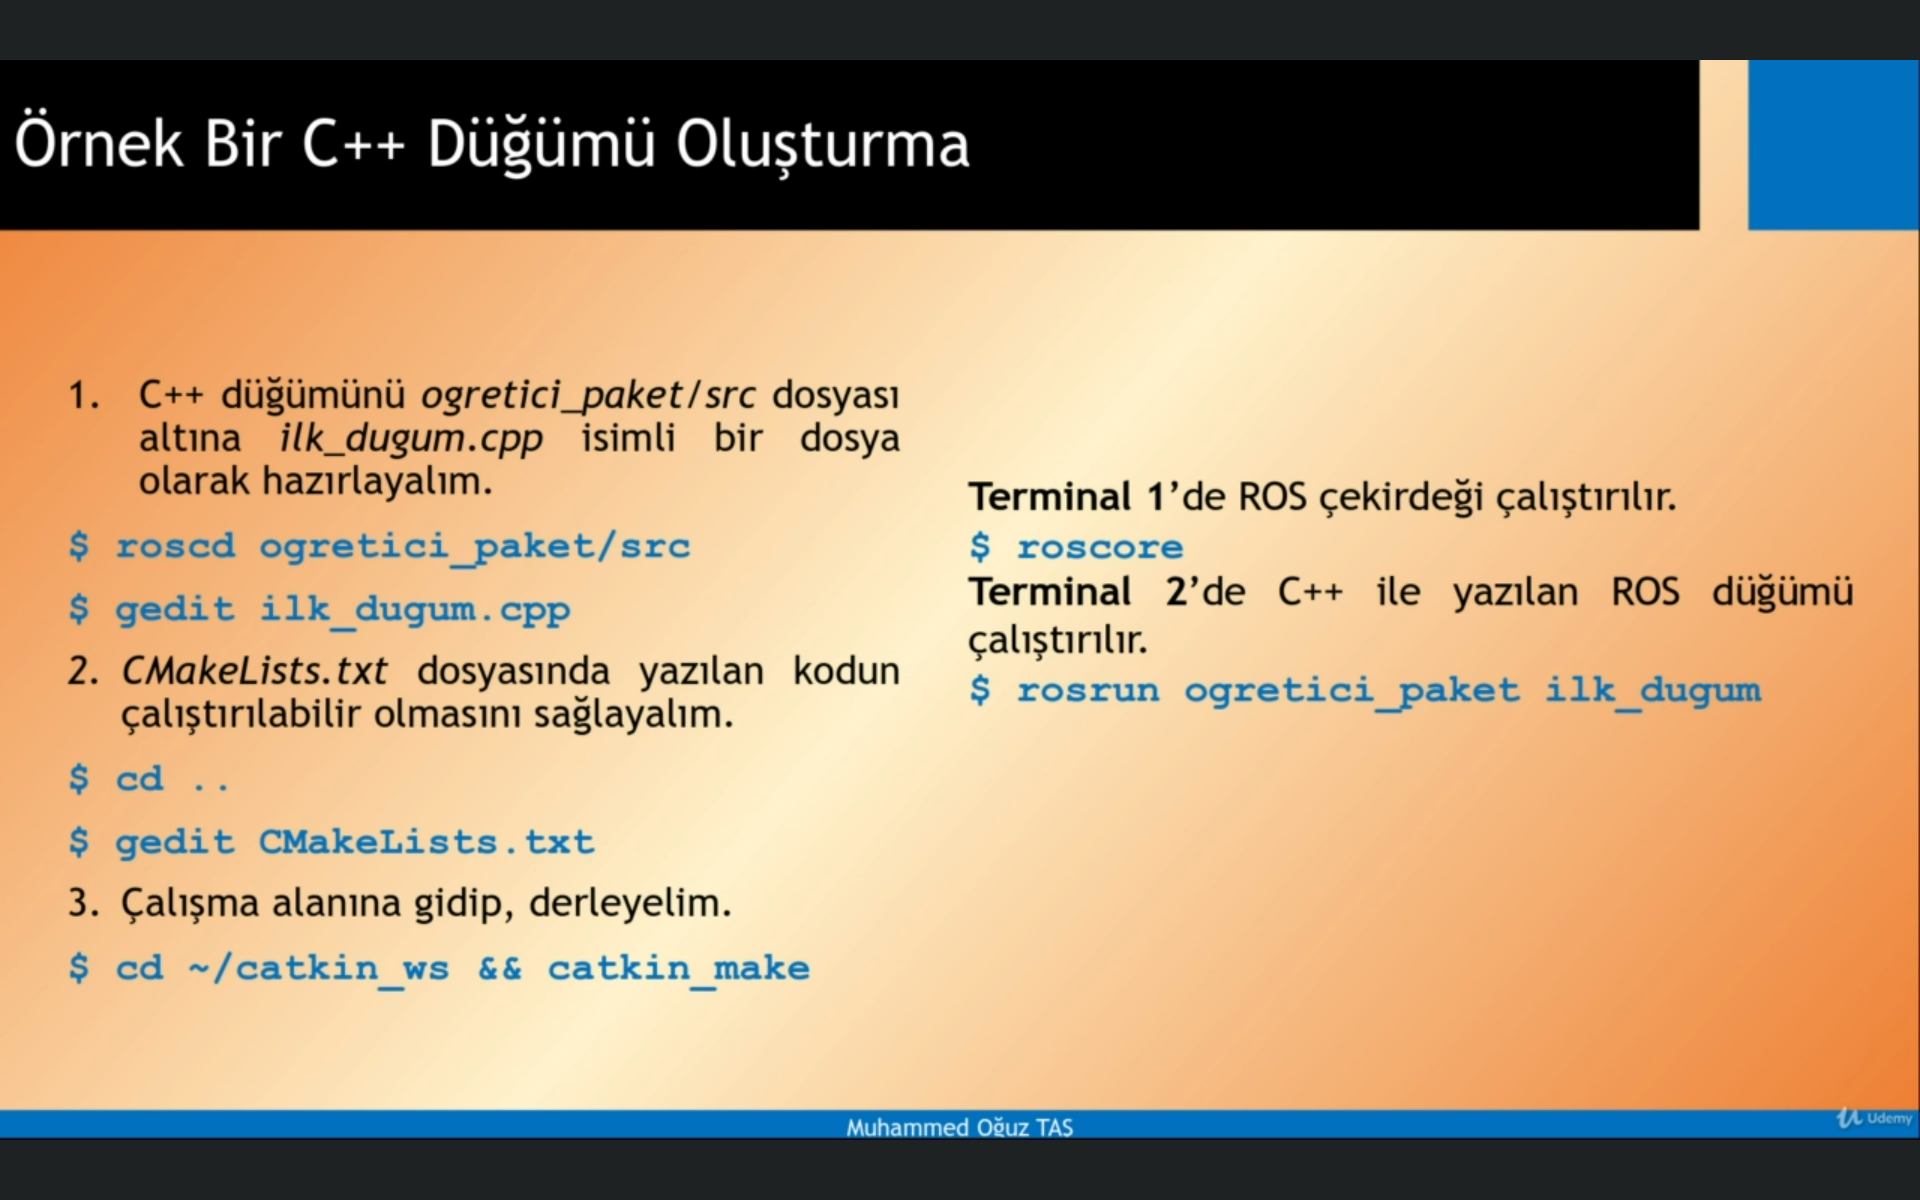 Örnek Bir C++ Düğümü Oluşturma
1. C++ düğümünü ogretici_paket/src dosyası
altına ilk_dugum.cpp isimli bir dosya
olarak hazırlayalım.
$ roscd ogretici_paket/src
$ gedit ilk_dugum.cpp
2. CMakeLists.txt dosyasında yazılan kodun
çalıştırılabilir olmasını sağlayalım.
$ cd ..
$ gedit CMakeLists.txt
3. Çalışma alanına gidip, derleyelim.
$ cd ~/catkin_ws && catkin_make
Terminal 1’de ROS çekirdeği çalıştırılır.
$ roscore
Terminal 2’de C++ ile yazılan ROS düğümü
çalıştırılır.
$ rosrun ogretici_paket ilk_dugum
Muhammed Oğuz TAŞ
Udemy